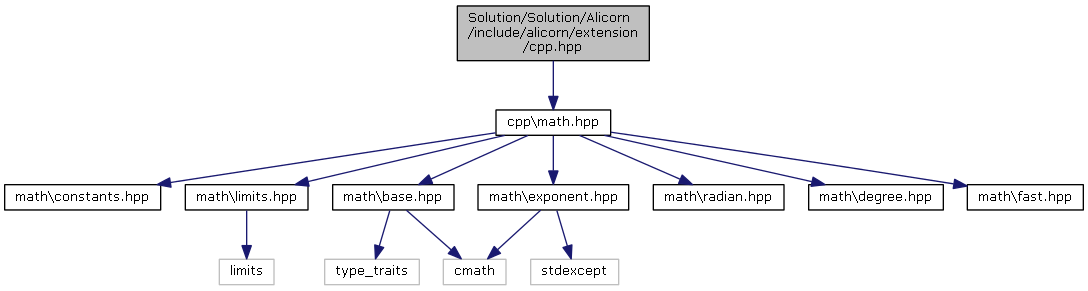 Solution/Solution/Alicorn
/include/alicorn/extension
/cpp.hpp
cpp\math.hpp
math\constants.hpp
math\limits.hpp
math\base.hpp
math\exponent.hpp
math\radian.hpp
math\degree.hpp
math\fast.hpp
limits
type_traits
cmath
stdexcept